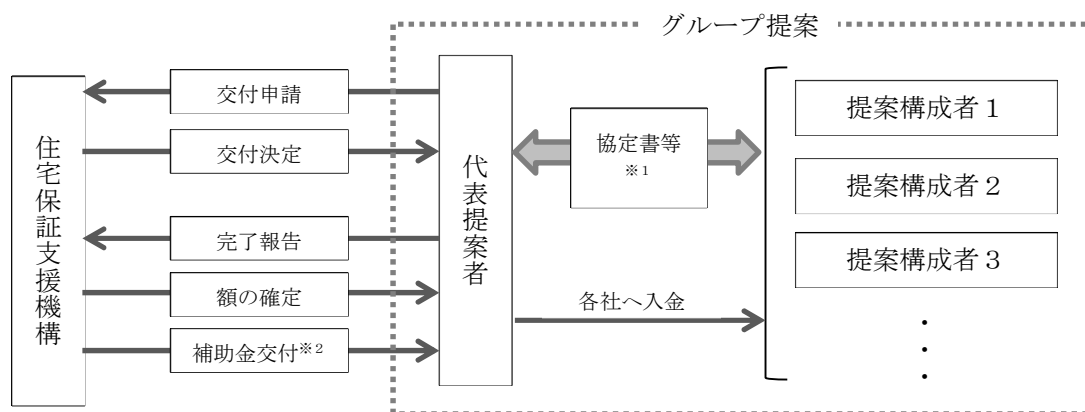 グループ提案
住宅保証支援機構
交付申請
交付決定
完了報告
額の確定
補助金交付※2
代表提案者
協定書等
※1
各社へ入金
提案構成者１
提案構成者２
提案構成者３
・
・
・